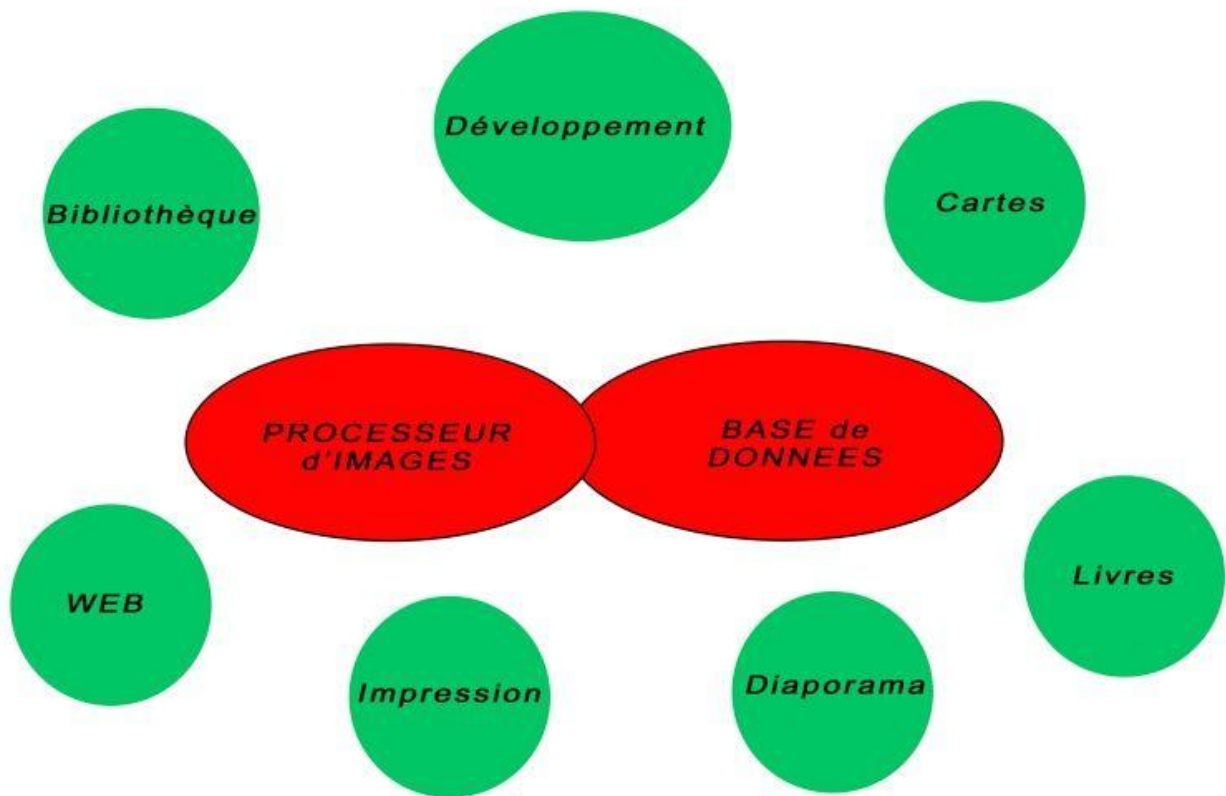 Développement
Bibliothèque
Cartes
PROCESSEUR
d'IMAGES
BASE de
DONNEES
WEB
Livres
Impression
Diaporama